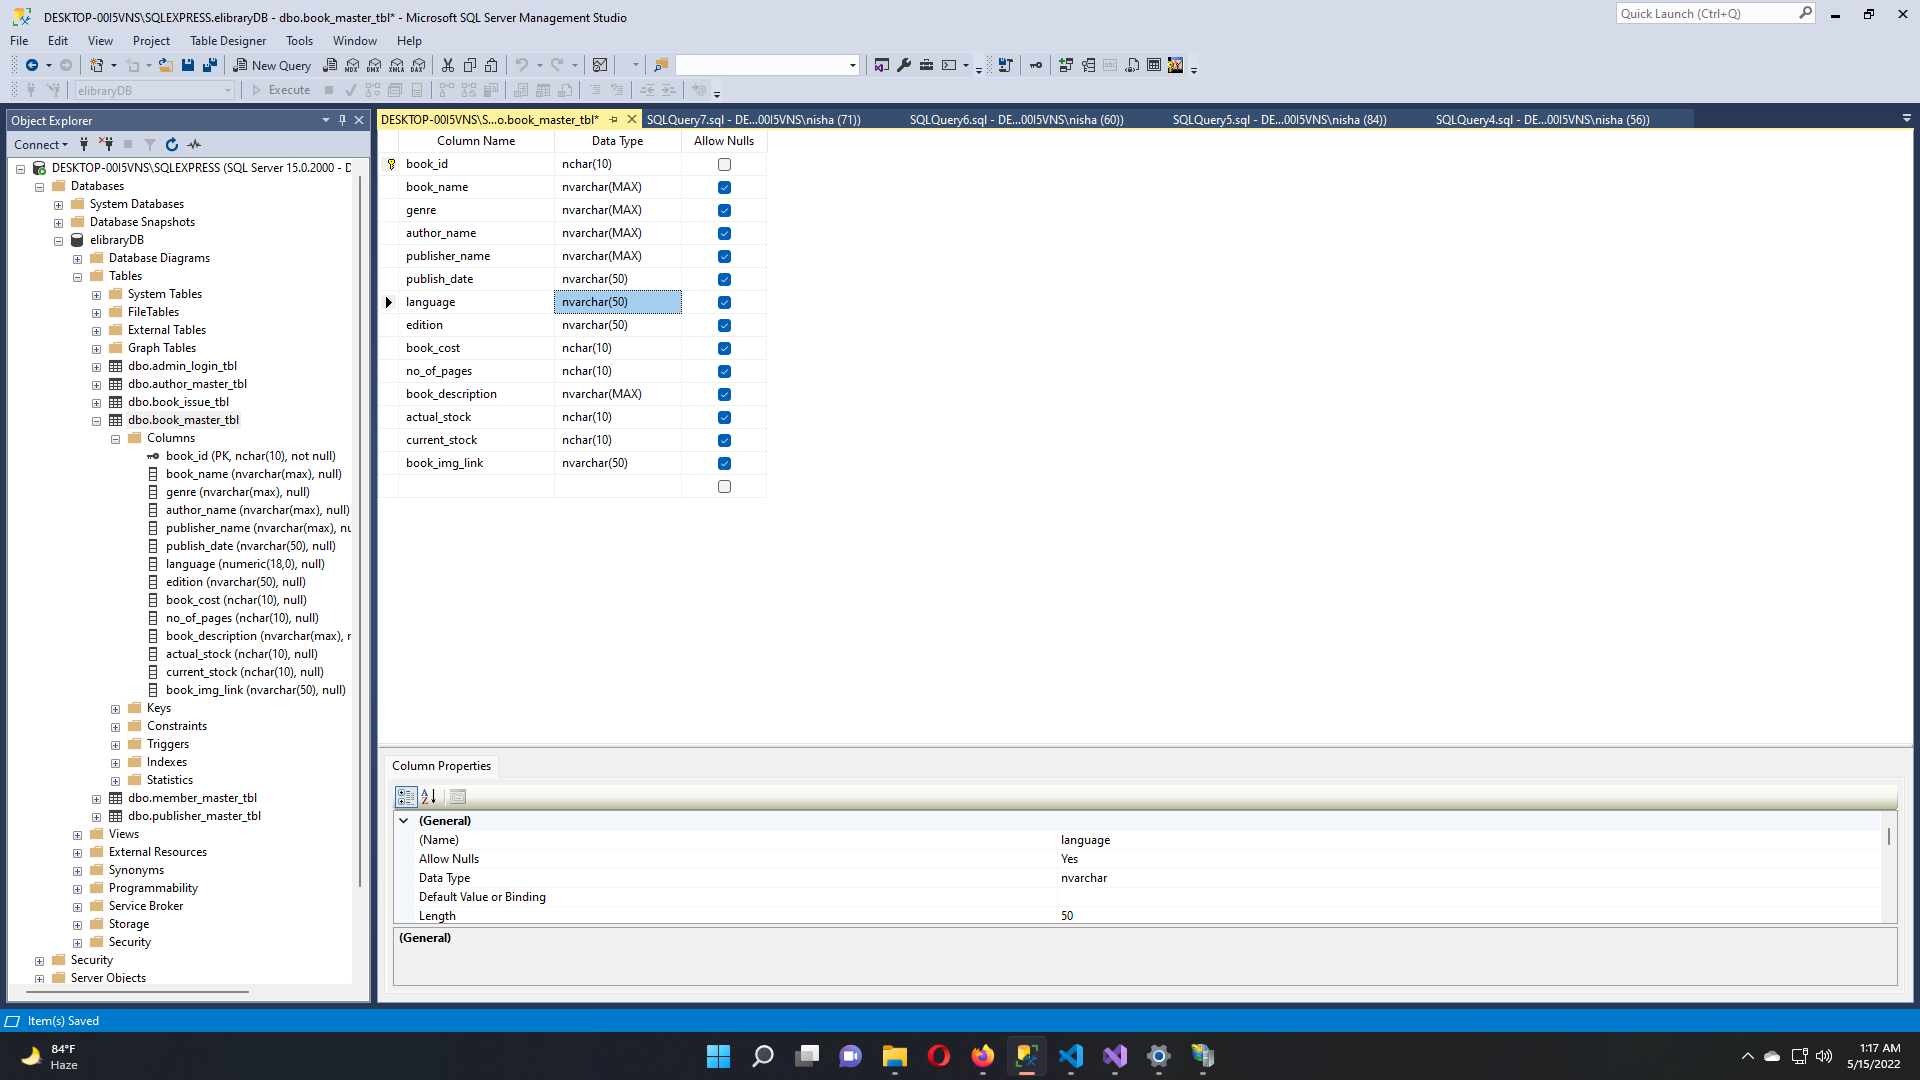 DESKTOP-00I5VNS\SQLEXPRESS.elibraryDB - dbo.book_master_tbl* - Microsoft SQL Server Management Studio
Quick Launch (Ctrl+Q)
File Edit View Project Table Designer Tools Window Help
New Query
MDX DMX XMLA DAX
elibraryDB
Execute
Object Explorer
DESKTOP-00I5VNS\S...o.book_master_tbl*
SQLQuery7.sql - DE...00I5VNS\nisha (71))
SQLQuery6.sql - DE...00I5VNS\nisha (60))
SQLQuery5.sql - DE...00I5VNS\nisha (84))
SQLQuery4.sql - DE...00I5VNS\nisha (56))
Connect
DESKTOP-00I5VNS\SQLEXPRESS (SQL Server 15.0.2000 - D
Databases
System Databases
Database Snapshots
elibraryDB
Database Diagrams
Tables
System Tables
FileTables
External Tables
Graph Tables
dbo.admin_login_tbl
dbo.author_master_tbl
dbo.book_issue_tbl
dbo.book_master_tbl
Columns
book_id (PK, nchar(10), not null)
book_name (nvarchar(max), null)
genre (nvarchar(max), null)
author_name (nvarchar(max), null)
publisher_name (nvarchar(max), nu
publish_date (nvarchar(50), null)
language (numeric(18,0), null)
edition (nvarchar(50), null)
book_cost (nchar(10), null)
no_of_pages (nchar(10), null)
book_description (nvarchar(max), r
actual_stock (nchar(10), null)
current_stock (nchar(10), null)
book_img_link (nvarchar(50), null)
Keys
Constraints
Triggers
Indexes
Statistics
dbo.member_master_tbl
dbo.publisher_master_tbl
Views
External Resources
Synonyms
Programmability
Service Broker
Storage
Security
Security
Server Objects
Column Name Data Type Allow Nulls
book_id nchar(10)
book_name nvarchar(MAX)
genre nvarchar(MAX)
author_name nvarchar(MAX)
publisher_name nvarchar(MAX)
publish_date nvarchar(50)
language nvarchar(50)
edition nvarchar(50)
book_cost nchar(10)
no_of_pages nchar(10)
book_description nvarchar(MAX)
actual_stock nchar(10)
current_stock nchar(10)
book_img_link nvarchar(50)
Column Properties
(General)
(Name) language
Allow Nulls Yes
Data Type nvarchar
Default Value or Binding
Length 50
(General)
Item(s) Saved
84°F
Haze
1:17 AM
5/15/2022